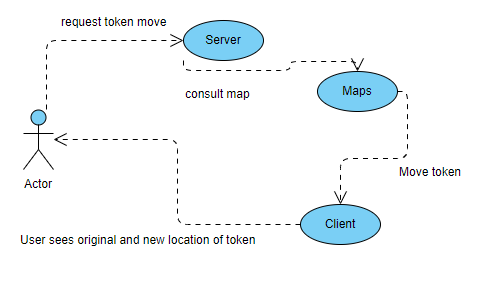 request token move
Server
consult map
Maps
Actor
Move token
Client
User sees original and new location of token